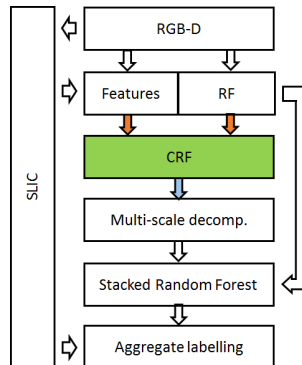 RGB-D
Features
RF
CRF
SLIC
Multi-scale decomp.
Stacked Random Forest
Aggregate labelling